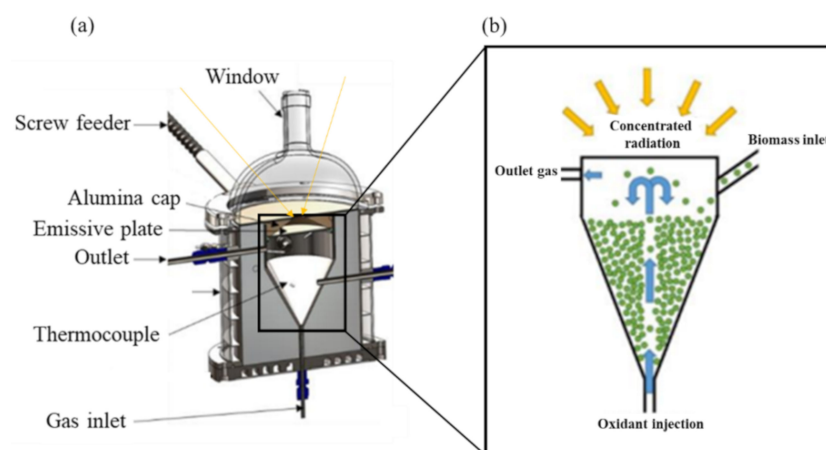 (a)
Window
Screw feeder
Alumina cap
Emissive plate
Outlet
Thermocouple
Gas inlet
(b)
Concentrated
radiation
Biomass inlet
Outlet gas
Oxidant injection